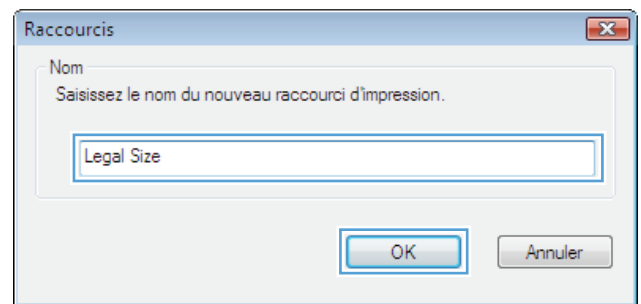 Raccourcis
Nom
Saisissez le nom du nouveau raccourci d'impression.
Legal Size
OK
Annuler